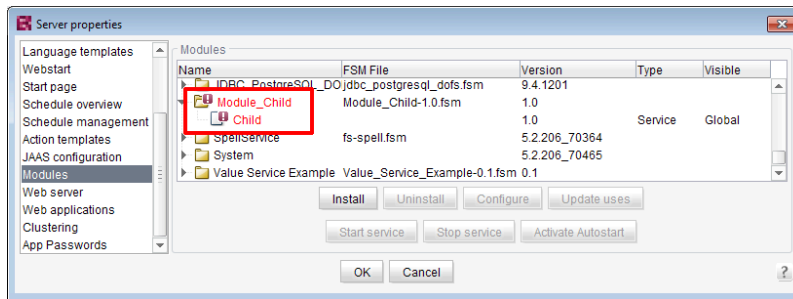 Server properties
Language templates
Webstart
Start page
Schedule overview
Schedule management
Action templates
JAAS configuration
Modules
Web server
Web applications
Clustering
App Passwords
Modules
Name FSM File Version Type Visible
JDBC_PostgreSQL_DO jdbc_postgresql_dofs.fsm 9.4.1201
Module_Child Module_Child-1.0.fsm 1.0
Child 1.0 Service Global
SpellService fs-spell.fsm 5.2.206_70364
System 5.2.206_70465
Value Service Example Value_Service_Example-0.1.fsm 0.1
Install Uninstall Configure Update uses
Start service Stop service Activate Autostart
OK Cancel ?